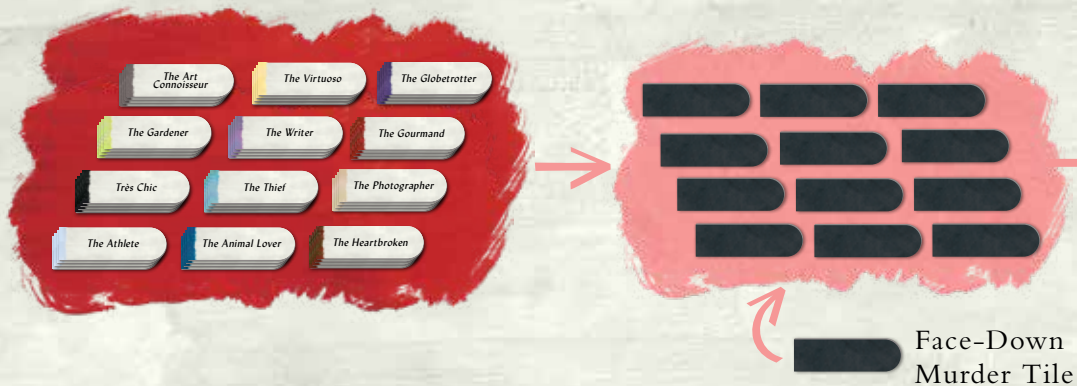 The Art
Connoisseur
The Virtuoso
The Globetrotter
The Gardener
The Writer
The Gourmand
Très Chic
The Thief
The Photographer
The Athlete
The Animal Lover
The Heartbroken
Face-Down
Murder Tile